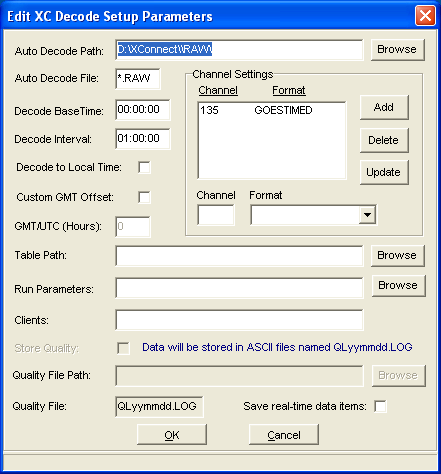 Edit XC Decode Setup Parameters
Auto Decode Path: D:\XConnect\RAW\ Browse
Auto Decode File: *.RAW
Channel Settings
Channel Format
135 GOESTIMED
Add
Decode BaseTime: 00:00:00
Decode Interval: 01:00:00
Delete
Decode to Local Time:
Update
Custom GMT Offset:
Channel Format
GMT/UTC (Hours): 0
Table Path: Browse
Run Parameters: Browse
Clients:
Store Quality: Data will be stored in ASCII files named QLyymmdd.LOG
Quality File Path: Browse
Quality File: QLyymmdd.LOG Save real-time data items:
OK Cancel